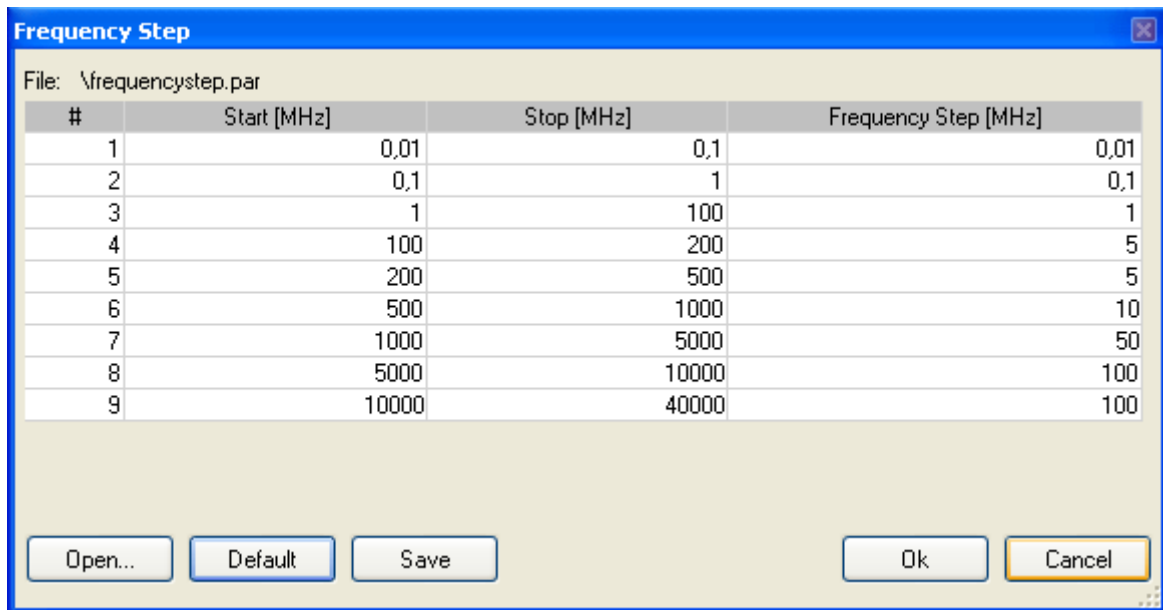 Frequency Step
File: \frequencystep.par
# Start [MHz] Stop [MHz] Frequency Step [MHz]
1 0,01 0,1 0,01
2 0,1 1 0,1
3 1 100 1
4 100 200 5
5 200 500 5
6 500 1000 10
7 1000 5000 50
8 5000 10000 100
9 10000 40000 100
Open... Default Save Ok Cancel